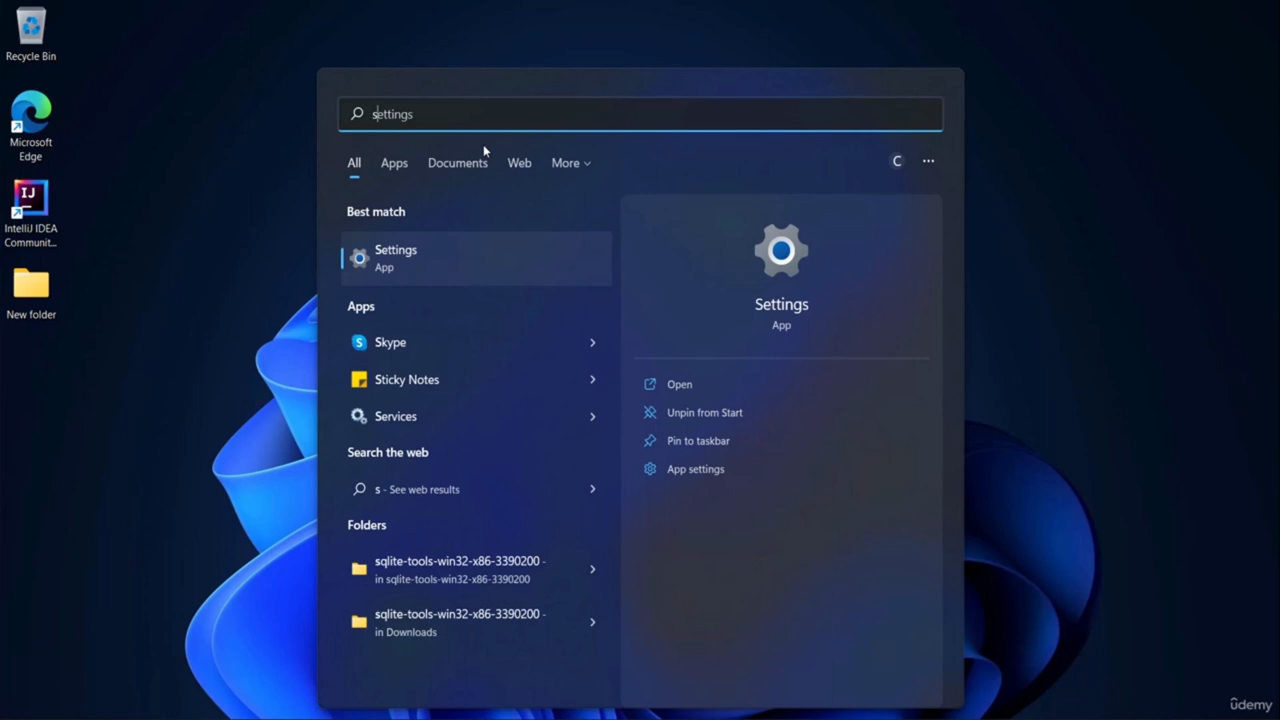 Recycle Bin
Microsoft
Edge
IJ
IntelliJ IDEA
Communit...
New folder
settings
All Apps Documents Web More
C ...
Best match
Settings
App
Apps
S Skype
Sticky Notes
Services
Search the web
s - See web results
Folders
sqlite-tools-win32-x86-3390200 -
in sqlite-tools-win32-x86-3390200
sqlite-tools-win32-x86-3390200 -
in Downloads
Settings
App
Open
Unpin from Start
Pin to taskbar
App settings
ûdemy